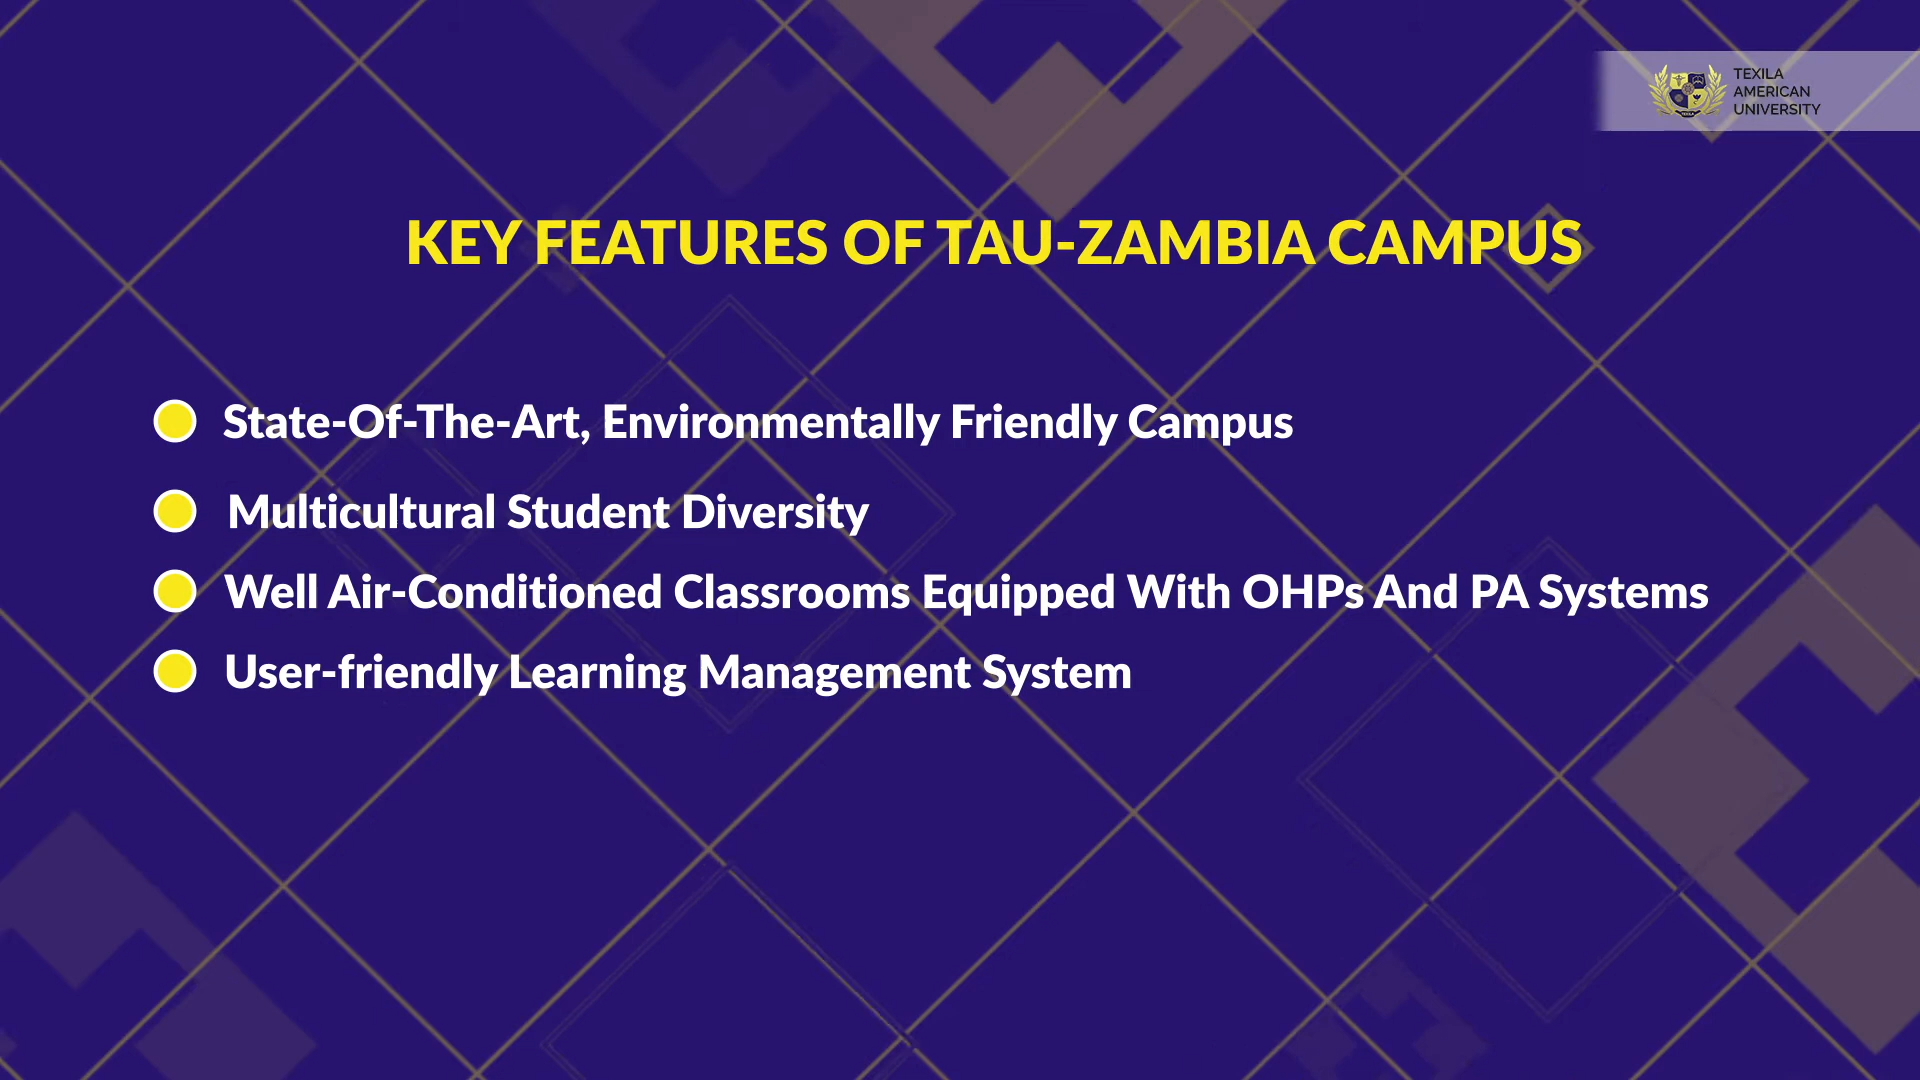 TEXILA
AMERICAN
UNIVERSITY
KEY FEATURES OF TAU-ZAMBIA CAMPUS
State-Of-The-Art, Environmentally Friendly Campus
Multicultural Student Diversity
Well Air-Conditioned Classrooms Equipped With OHPs And PA Systems
User-friendly Learning Management System